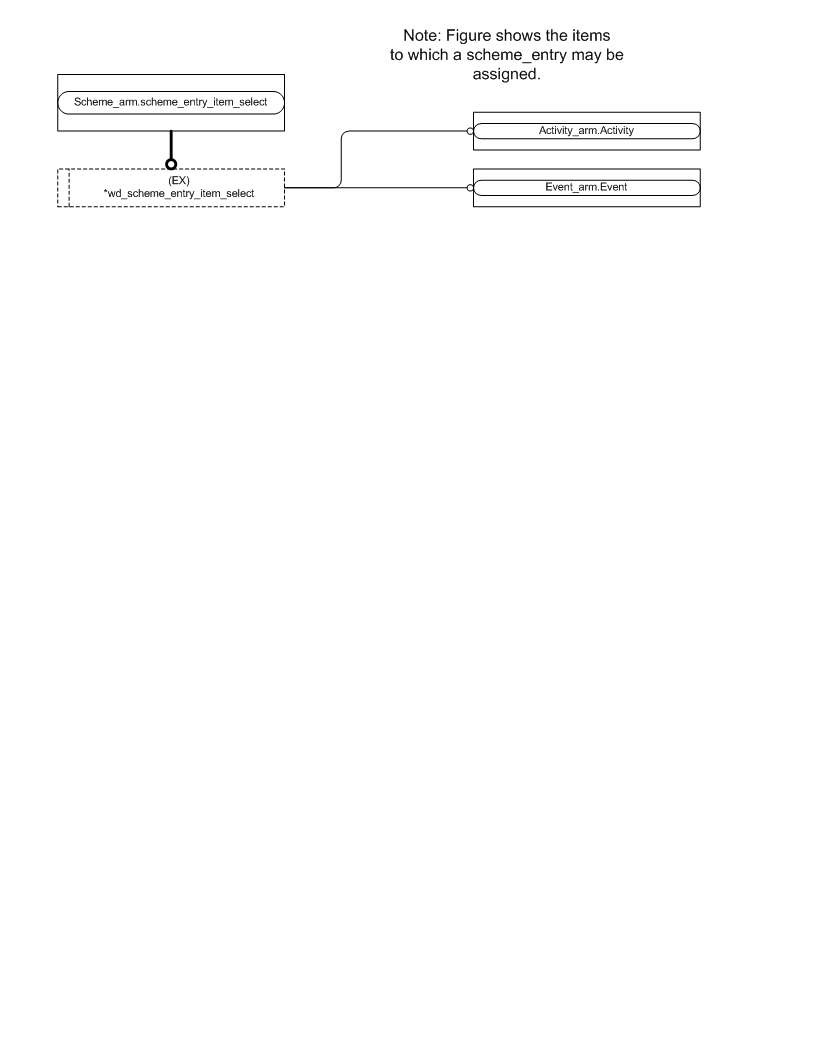 Note: Figure shows the items
to which a scheme_entry may be
assigned.
Scheme_arm.scheme_entry_item_select
Activity_arm.Activity
(EX)
*wd_scheme_entry_item_select
Event_arm.Event